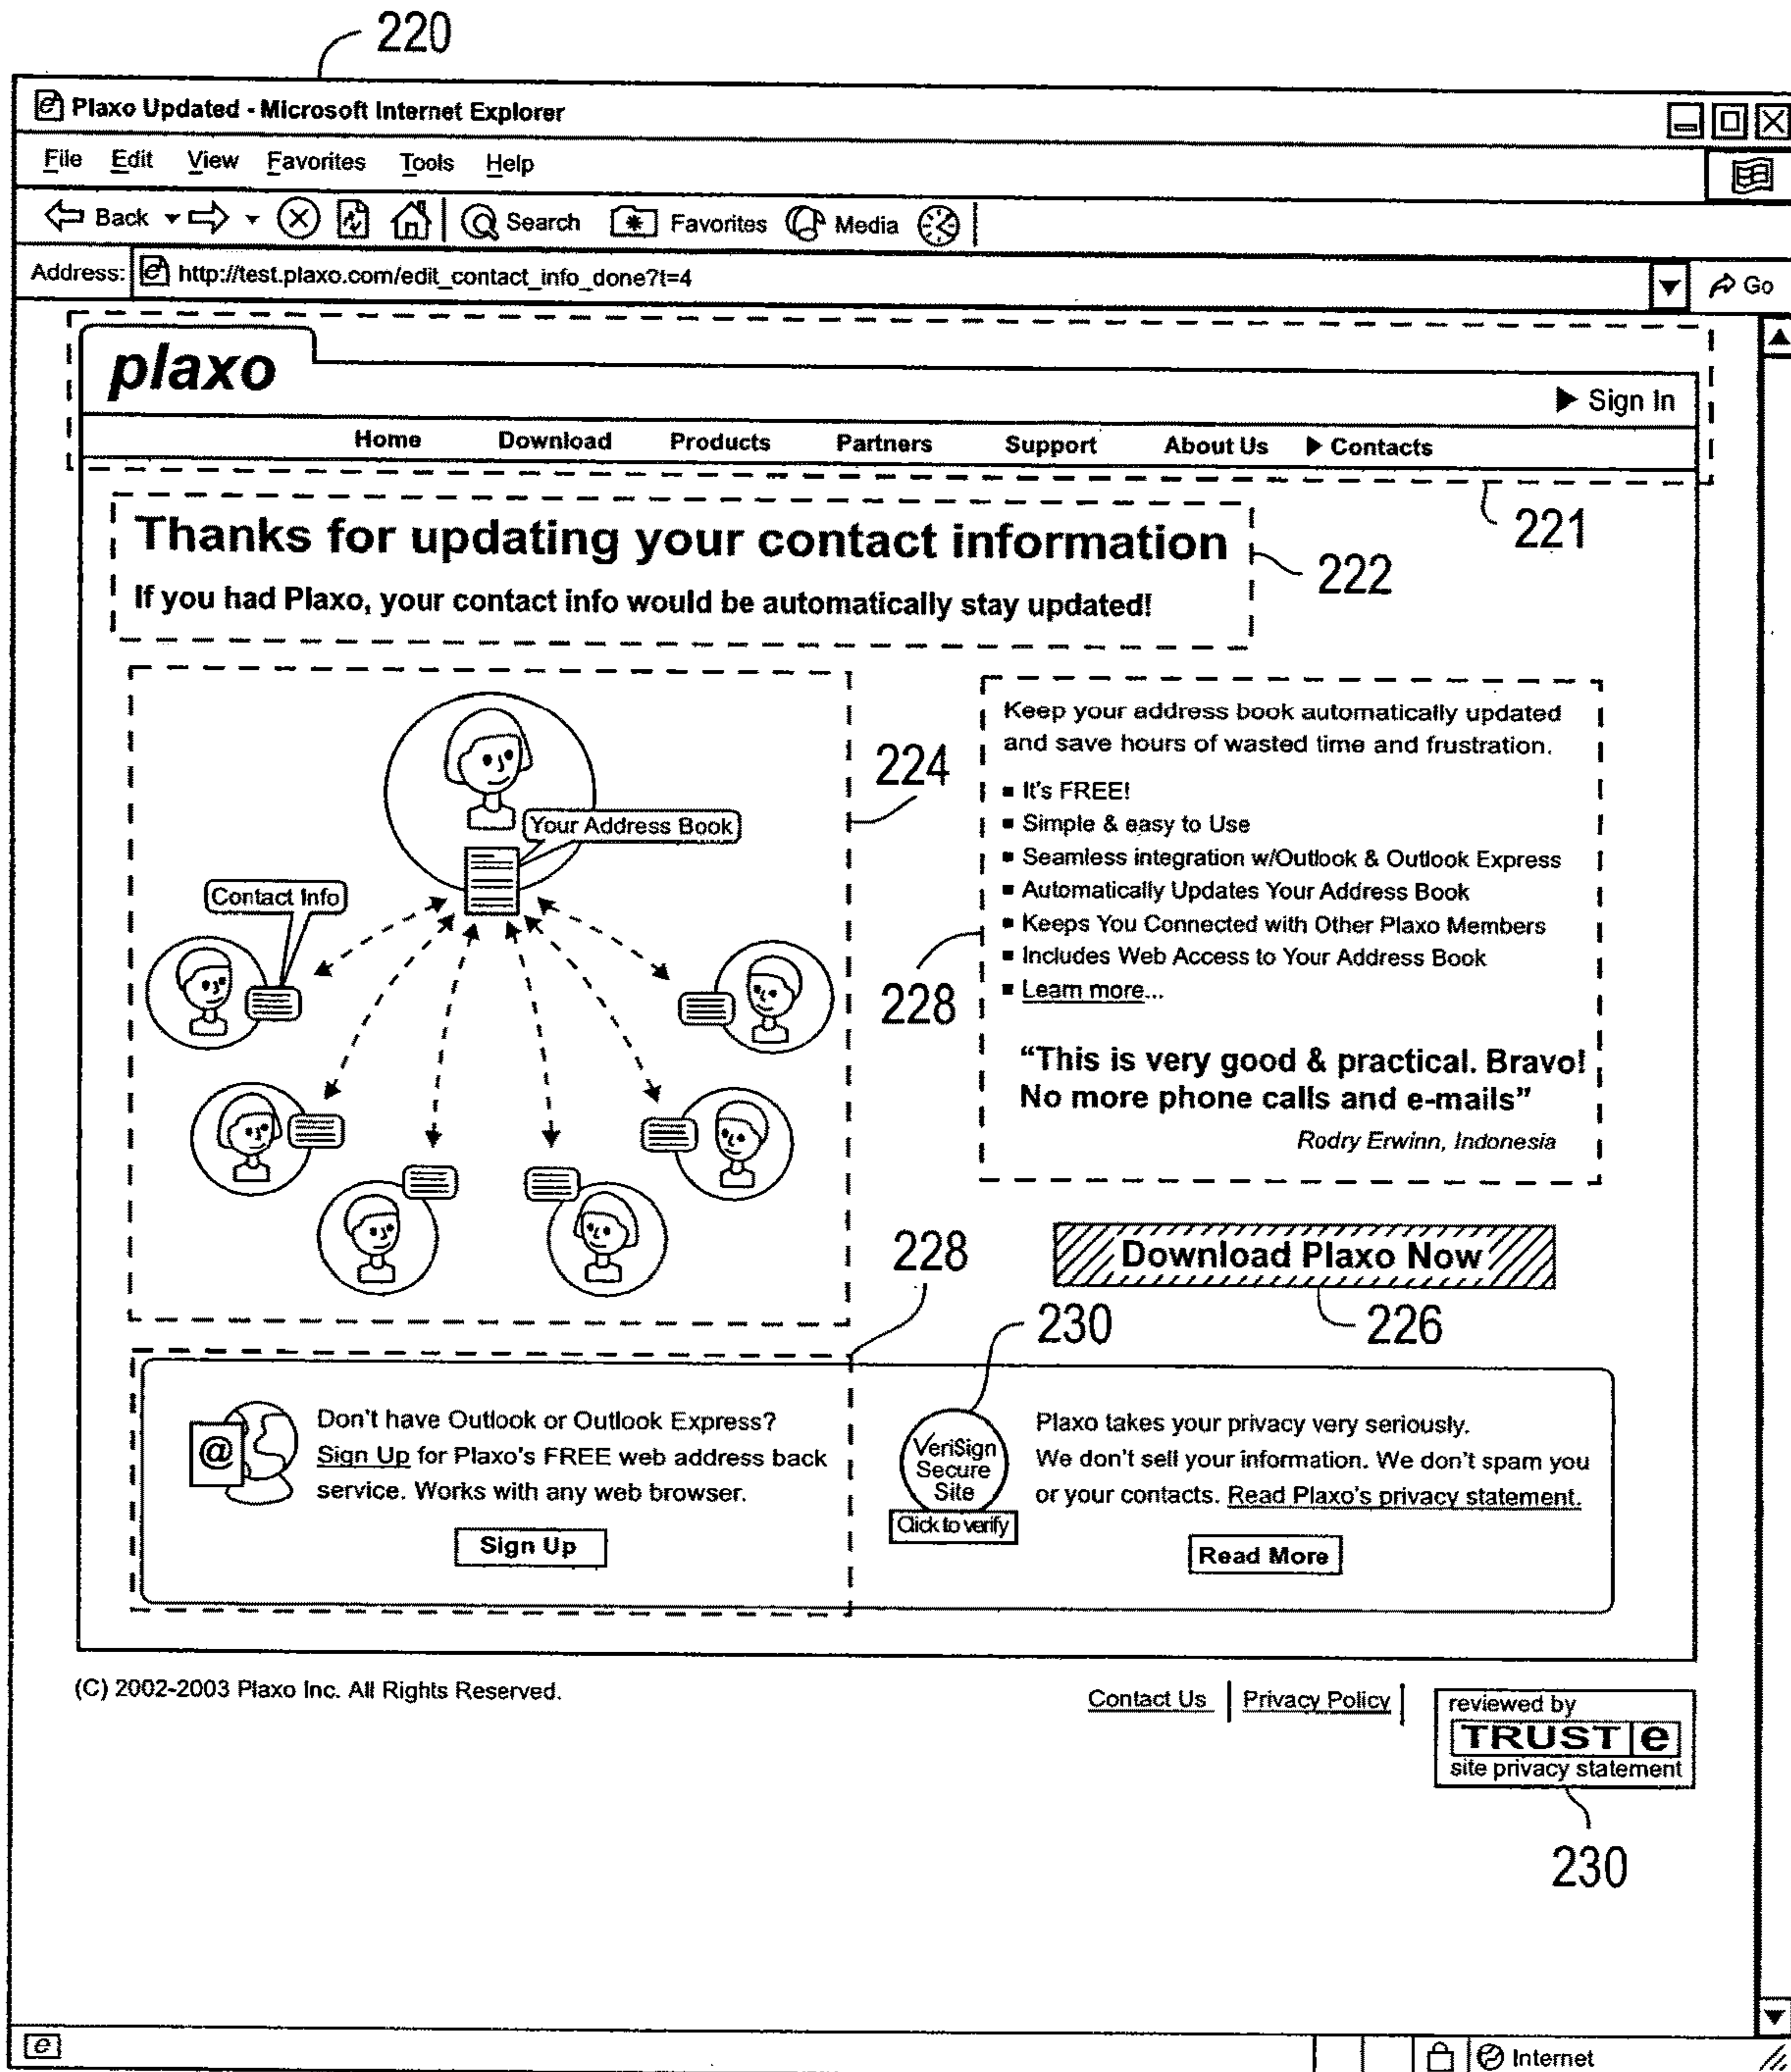 220
Plaxo Updated - Microsoft Internet Explorer
File Edit View Favorites Tools Help
Back Search Favorites Media
Address: http://test.plaxo.com/edit_contact_info_done?t=4 Go
plaxo
Sign In
Home Download Products Partners Support About Us Contacts
221
Thanks for updating your contact information
222
If you had Plaxo, your contact info would be automatically stay updated!
Your Address Book
Contact Info
224
Keep your address book automatically updated
and save hours of wasted time and frustration.
It's FREE!
Simple & easy to Use
Seamless integration w/Outlook & Outlook Express
Automatically Updates Your Address Book
Keeps You Connected with Other Plaxo Members
Includes Web Access to Your Address Book
Learn more...
228
"This is very good & practical. Bravo!
No more phone calls and e-mails"
Rodry Erwinn, Indonesia
Download Plaxo Now
226
228
230
@
Don't have Outlook or Outlook Express?
Sign Up for Plaxo's FREE web address back
service. Works with any web browser.
Sign Up
VeriSign
Secure
Site
Click to verify
Plaxo takes your privacy very seriously.
We don't sell your information. We don't spam you
or your contacts. Read Plaxo's privacy statement.
Read More
(C) 2002-2003 Plaxo Inc. All Rights Reserved.
Contact Us | Privacy Policy |
reviewed by
TRUSTe
site privacy statement
230
e
Internet